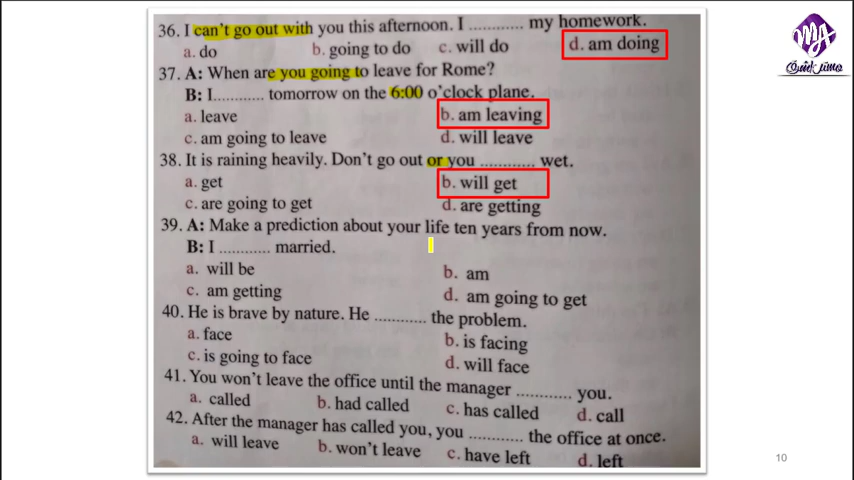 36. I can't go out with you this afternoon. I ............ my homework.
a. do b. going to do c. will do d. am doing
37. A: When are you going to leave for Rome?
B: I............ tomorrow on the 6:00 o'clock plane.
a. leave b. am leaving
c. am going to leave d. will leave
38. It is raining heavily. Don't go out or you ............ wet.
a. get b. will get
c. are going to get d. are getting
39. A: Make a prediction about your life ten years from now.
B: I ............ married.
a. will be b. am
c. am getting d. am going to get
40. He is brave by nature. He ............ the problem.
a. face b. is facing
c. is going to face d. will face
41. You won't leave the office until the manager ............ you.
a. called b. had called c. has called d. call
42. After the manager has called you, you ............ the office at once.
a. will leave b. won't leave c. have left d. left
10